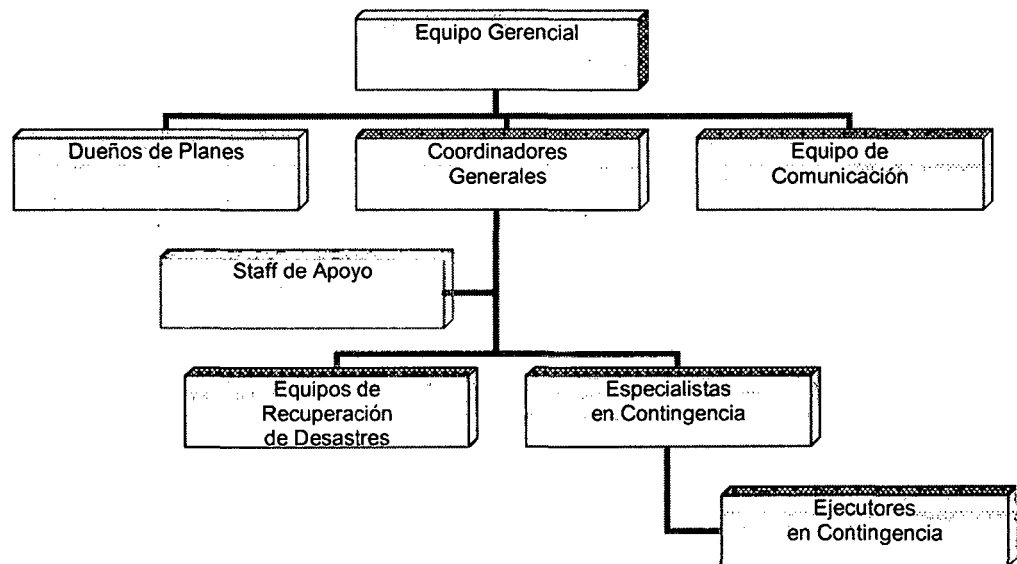 Equipo Gerencial
Dueños de Planes
Coordinadores
Generales
Equipo de
Comunicación
Staff de Apoyo
Equipos de
Recuperación
de Desastres
Especialistas
en Contingencia
Ejecutores
en Contingencia